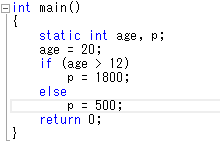 int main()
{
    static int age, p;
    age = 20;
    if (age > 12)
        p = 1800;
    else
        p = 500;
    return 0;
}